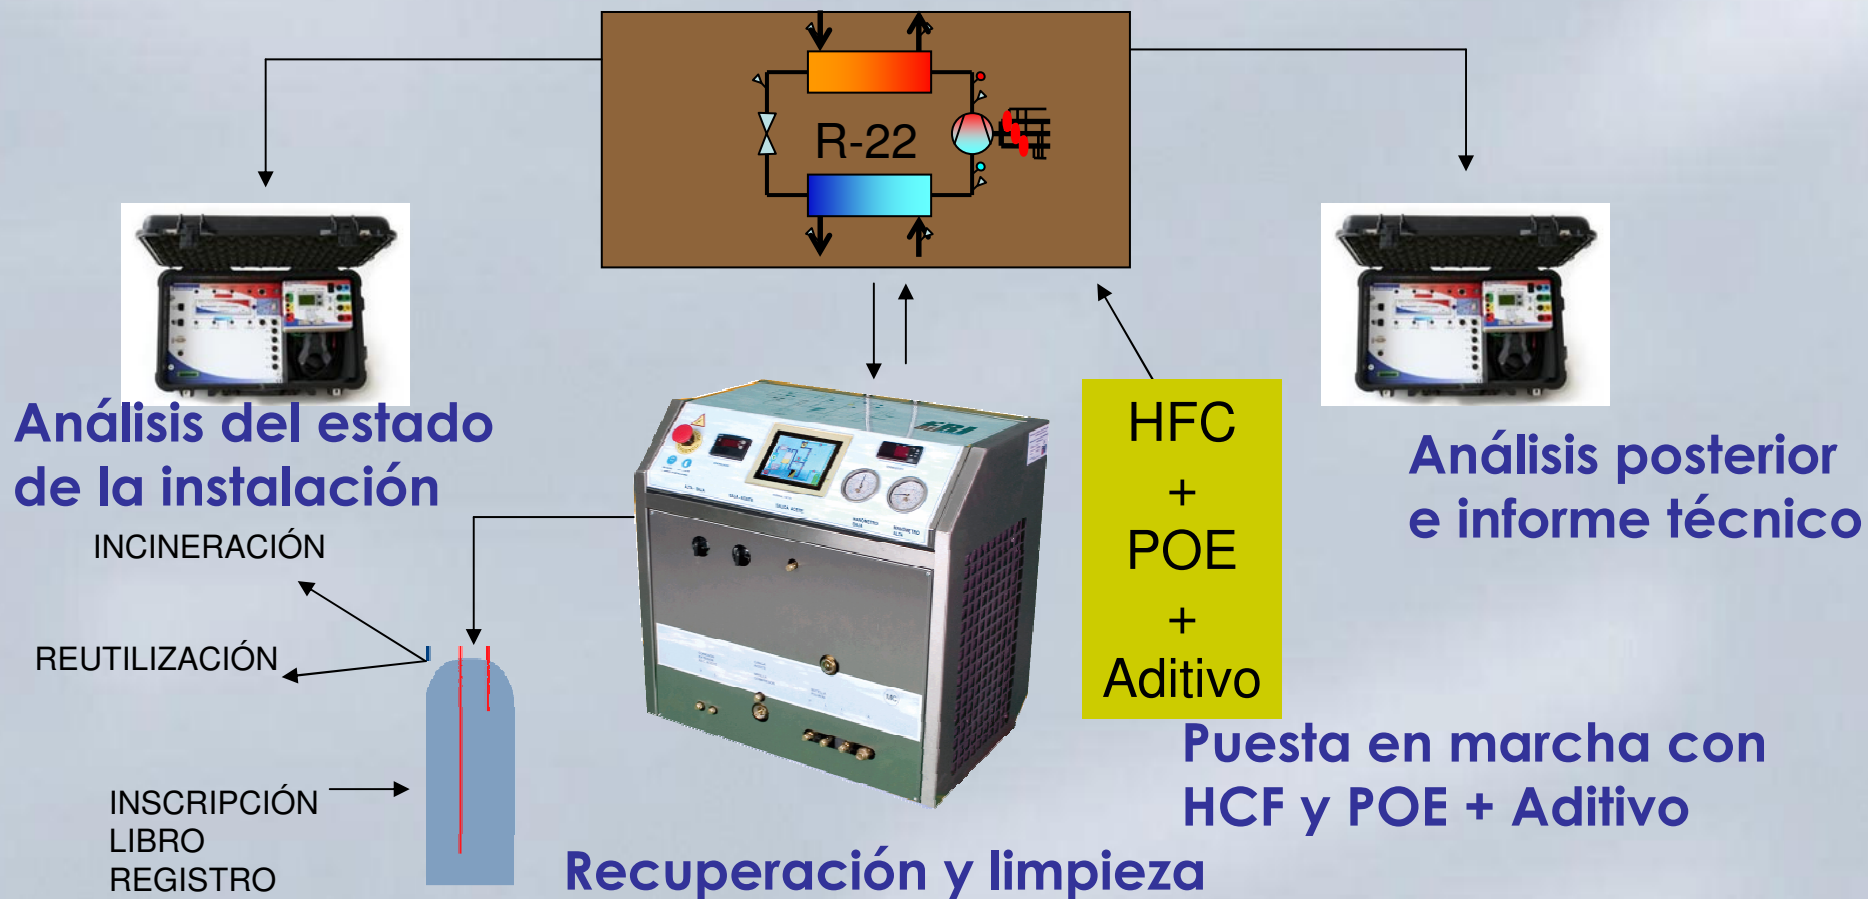 R-22
Análisis del estado
de la instalación
INCINERACIÓN
REUTILIZACIÓN
INSCRIPCIÓN
LIBRO
REGISTRO
HFC
+
POE
+
Aditivo
Análisis posterior
e informe técnico
Puesta en marcha con
HCF y POE + Aditivo
Recuperación y limpieza